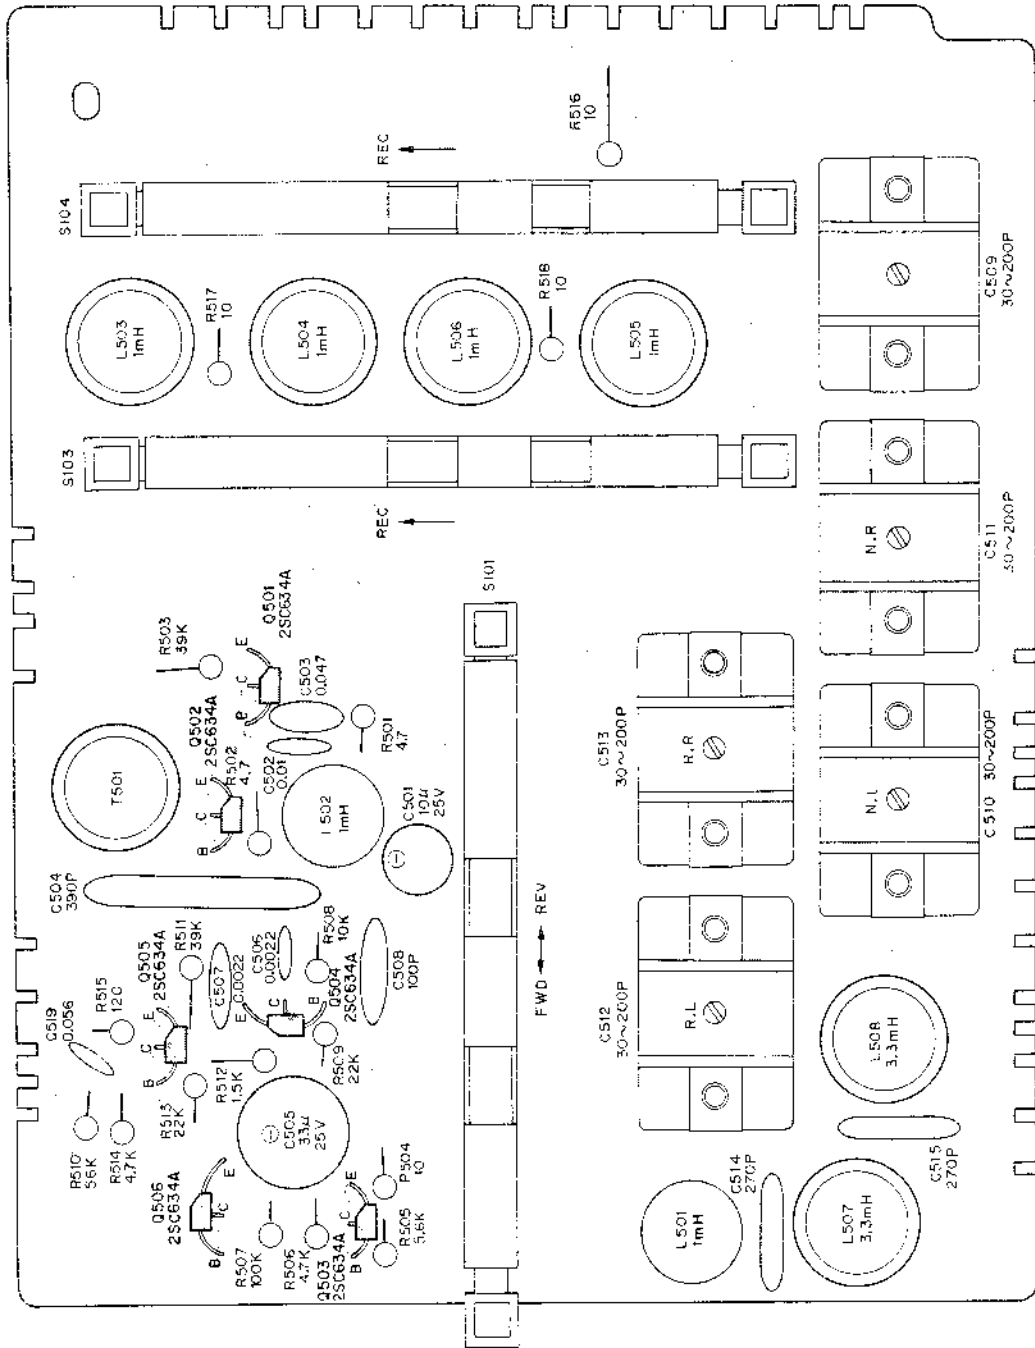 S104
REC
R516
10
L503
1mH
R517
10
L504
1mH
L506
1mH
R518
10
L505
1mH
C509
30~200P
S103
REC
N.R
C511
30~200P
S101
R503
39K
Q501
2SC634A
E
C
B
C503
0.047
R501
4.7
Q502
2SC634A
E
C
B
R502
4.7
C502
0.01
T501
L502
1mH
C501
10μ
25V
C513
30~200P
R.R
N.L
C510 30~200P
C504
390P
FWD REV
R508
10K
C506
0.0022
R511
39K
C507
0.0022
C508
100P
Q505
2SC634A
E
C
B
Q504
2SC634A
E
C
B
R515
120
C519
0.056
R509
22K
R512
1.5K
R513
22K
C505
33μ
25V
R510
56K
R514
4.7K
C512
30~200P
R.L
L508
3.3mH
Q506
2SC634A
E
C
B
R504
10
R505
5.6K
Q503
2SC634A
E
C
B
R506
4.7K
R507
100K
C514
270P
C515
270P
L501
1mH
L507
3.3mH